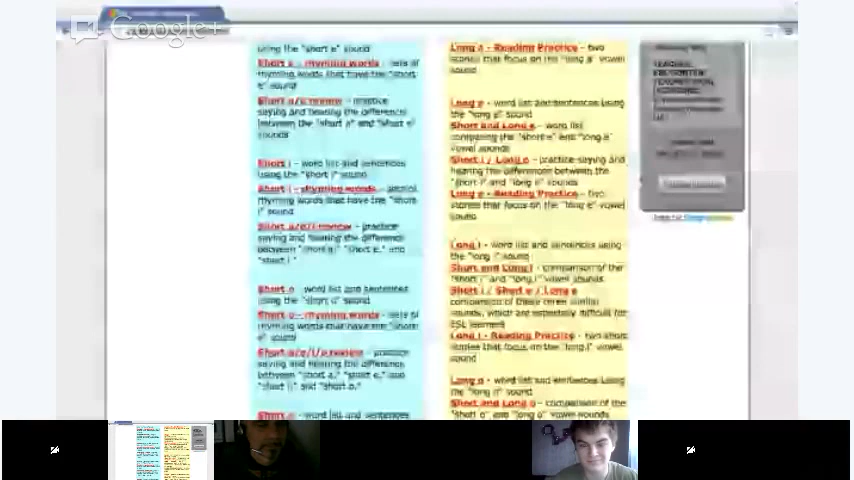 Google+
using the "short e" sound
Short e - rhyming words - sets of
rhyming words that have the "short
e" sound
Short a/e review - practice
saying and hearing the difference
between the "short a" and "short e"
sounds
Short i - word list and sentences
using the "short i" sound
Short i - rhyming words - sets of
rhyming words that have the "short
i" sound
Short a/e/i review - practice
saying and hearing the difference
between "short a," "short e," and
"short i."
Short o - word list and sentences
using the "short o" sound
Short o - rhyming words - sets of
rhyming words that have the "short
o" sound
Short a/e/i/o review - practice
saying and hearing the difference
between "short a," "short e," and
"short i," and "short o."
- word list and sentences
Long a - Reading Practice - two
stories that focus on the "long a" vowel
sound
Long e - word list and sentences using
the "long e" sound
Short and Long e - word list
comparing the "short e" and "long e"
vowel sounds
Short i / Long e - practice saying and
hearing the differences between the
"short i" and "long e" sounds
Long e - Reading Practice - two
stories that focus on the "long e" vowel
sound
Long i - word list and sentences using
the "long i" sound
Short and Long i - comparison of the
"short i" and "long i" vowel sounds
Short i / Short e / Long e
comparison of these three similar
sounds, which are especially difficult for
ESL learners
Long i - Reading Practice - two short
stories that focus on the "long i" vowel
sound
Long o - word list and sentences using
the "long o" sound
Short and Long o - comparison of the
"short o" and "long o" vowel sounds